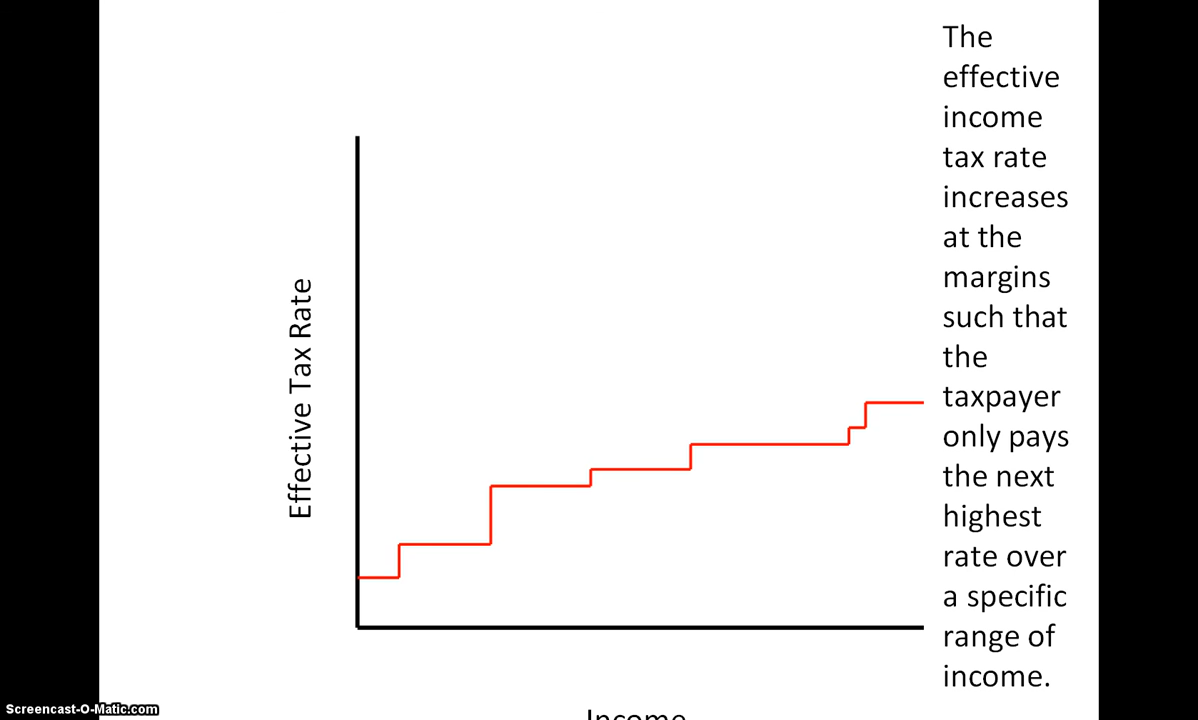 The
effective
income
tax rate
increases
at the
margins
such that
the
taxpayer
only pays
the next
highest
rate over
a specific
range of
income.
Effective Tax Rate
Income
Screencast-O-Matic.com